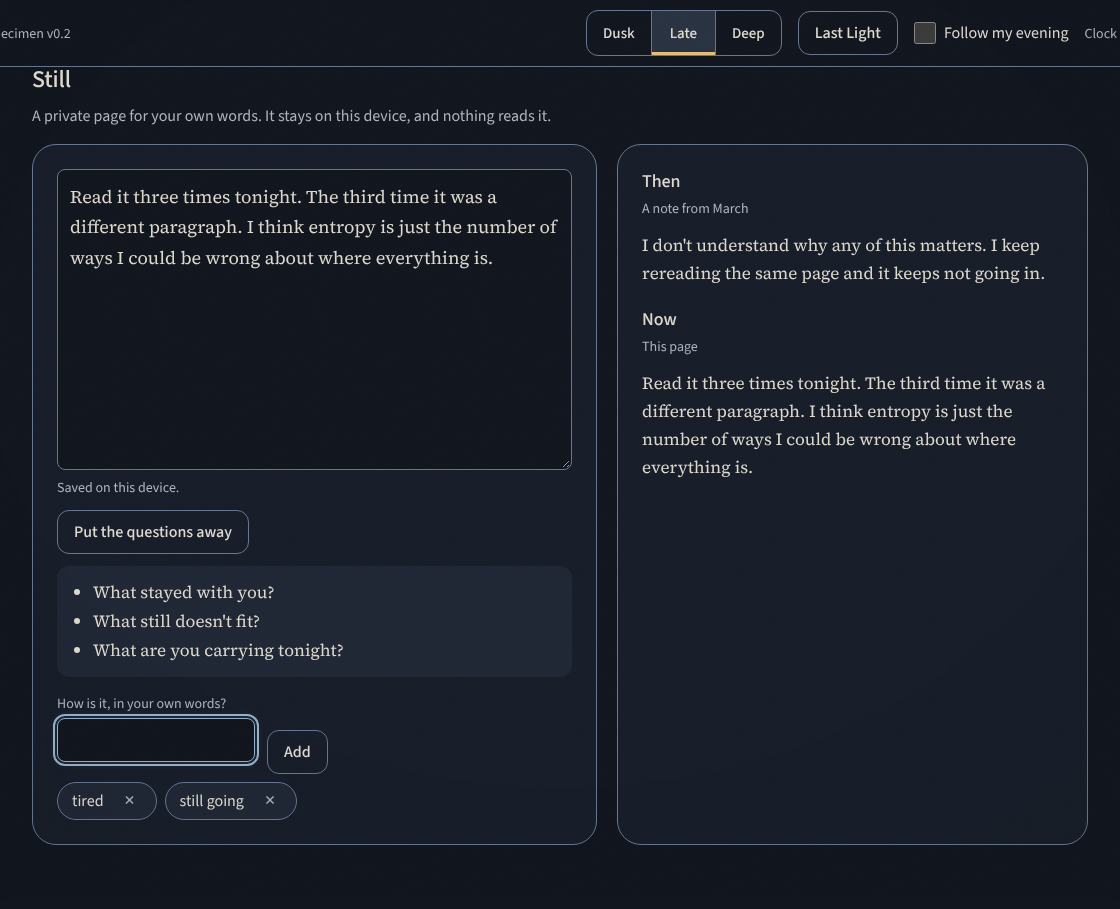 ecimen v0.2
Dusk Late Deep Last Light Follow my evening Clock
Still
A private page for your own words. It stays on this device, and nothing reads it.
Read it three times tonight. The third time it was a
different paragraph. I think entropy is just the number of
ways I could be wrong about where everything is.
Saved on this device.
Put the questions away
What stayed with you?
What still doesn't fit?
What are you carrying tonight?
How is it, in your own words?
Add
tired ×
still going ×
Then
A note from March
I don't understand why any of this matters. I keep
rereading the same page and it keeps not going in.
Now
This page
Read it three times tonight. The third time it was a
different paragraph. I think entropy is just the
number of ways I could be wrong about where
everything is.